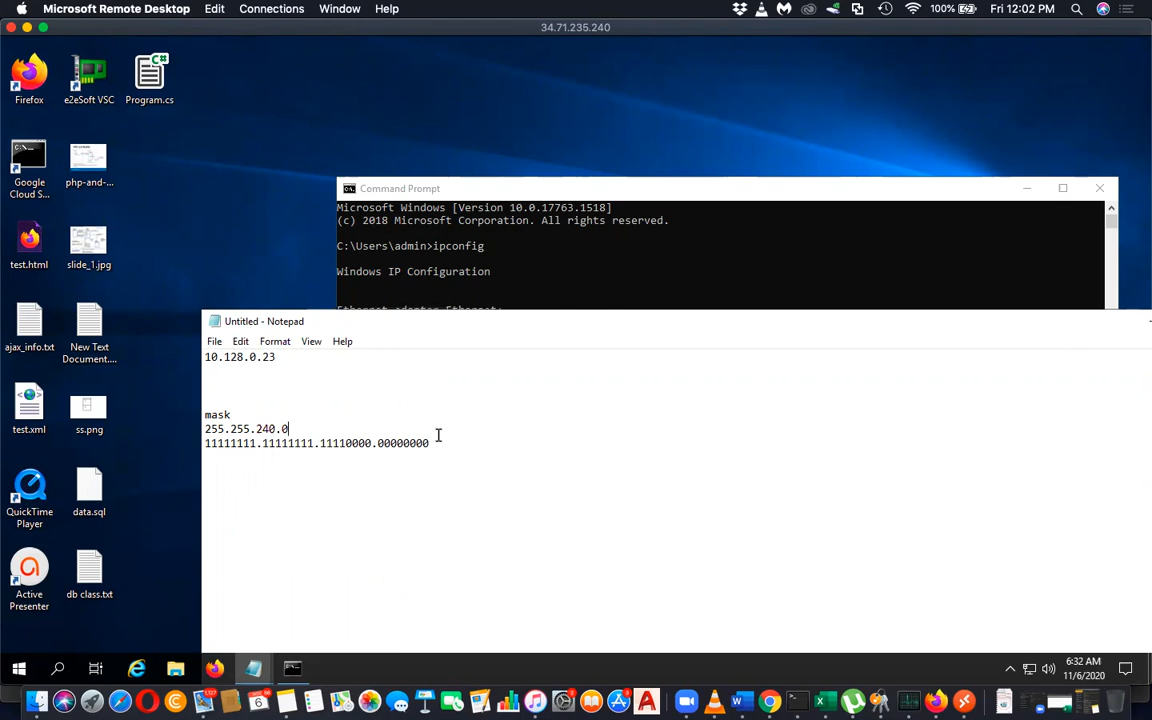 Microsoft Remote Desktop Edit Connections Window Help
100% Fri 12:02 PM
34.71.235.240
Firefox
e2eSoft VSC
Program.cs
Google Cloud S...
php-and-...
test.html
slide_1.jpg
ajax_info.txt
New Text Document....
test.xml
ss.png
QuickTime Player
data.sql
Active Presenter
db class.txt
Command Prompt
Microsoft Windows [Version 10.0.17763.1518]
(c) 2018 Microsoft Corporation. All rights reserved.
C:\Users\admin>ipconfig
Windows IP Configuration
Ethernet adapter Ethernet:
Untitled - Notepad
File Edit Format View Help
10.128.0.23
mask
255.255.240.0
11111111.11111111.11110000.00000000
6:32 AM
11/6/2020